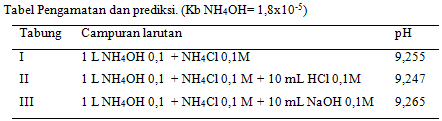 Tabel Pengamatan dan prediksi. (Kb NH₄OH= 1,8x10⁻⁵)
Tabung Campuran larutan pH
I 1 L NH₄OH 0,1 + NH₄Cl 0,1M 9,255
II 1 L NH₄OH 0,1 + NH₄Cl 0,1 M + 10 mL HCl 0,1M 9,247
III 1 L NH₄OH 0,1 + NH₄Cl 0,1 M + 10 mL NaOH 0,1M 9,265